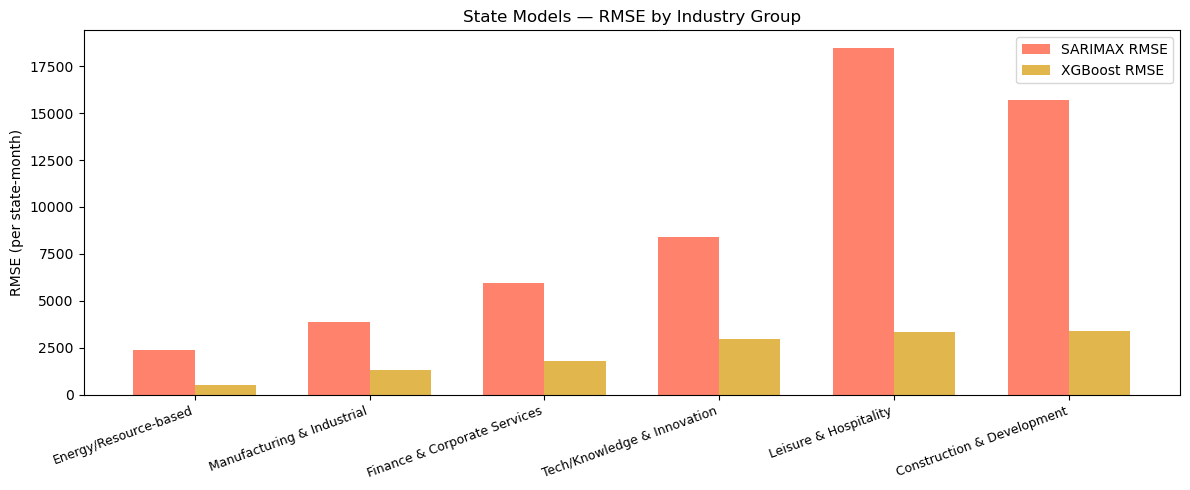 State Models — RMSE by Industry Group
SARIMAX RMSE
XGBoost RMSE
RMSE (per state-month)
17500
15000
12500
10000
7500
5000
2500
0
Energy/Resource-based
Manufacturing & Industrial
Finance & Corporate Services
Tech/Knowledge & Innovation
Leisure & Hospitality
Construction & Development